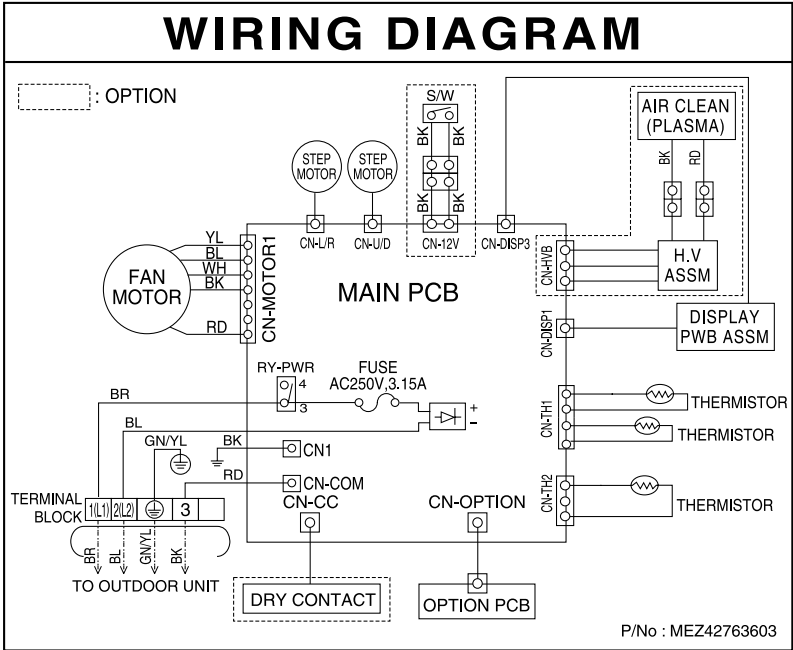 WIRING DIAGRAM
: OPTION
S/W
BK
BK
BK
BK
AIR CLEAN
(PLASMA)
BK
RD
H.V
ASSM
STEP
MOTOR
STEP
MOTOR
CN-L/R
CN-U/D
CN-12V
CN-DISP3
CN-HVB
YL
BL
WH
BK
RD
FAN
MOTOR
CN-MOTOR1
MAIN PCB
CN-DISP1
DISPLAY
PWB ASSM
RY-PWR
4
3
FUSE
AC250V,3.15A
+
-
BR
BL
GN/YL
BK
CN1
RD
CN-COM
CN-TH1
THERMISTOR
THERMISTOR
CN-TH2
THERMISTOR
TERMINAL
BLOCK
1(L1)
2(L2)
3
BR
BL
GN/YL
BK
TO OUTDOOR UNIT
CN-CC
DRY CONTACT
CN-OPTION
OPTION PCB
P/No : MEZ42763603